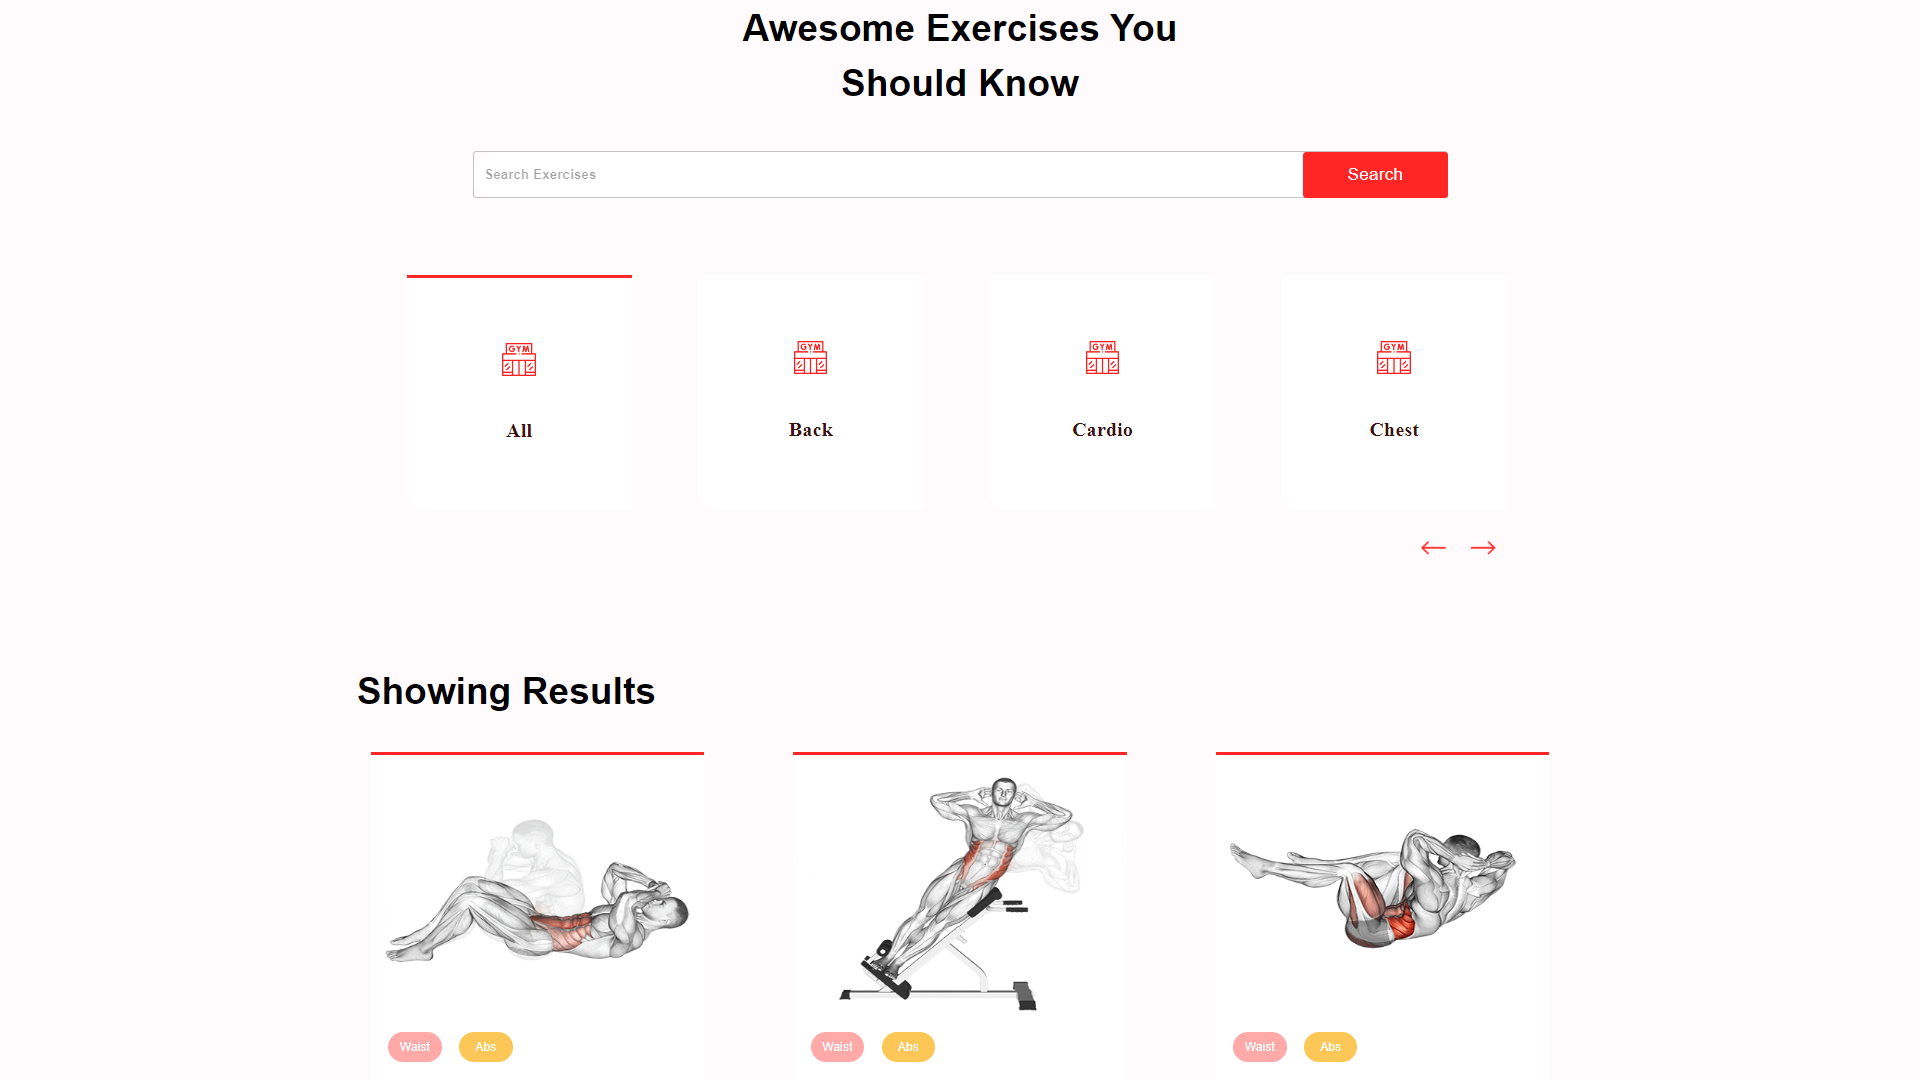 Awesome Exercises You
Should Know
Search Exercises
Search
GYM
GYM
GYM
GYM
All
Back
Cardio
Chest
Showing Results
Waist
Abs
Waist
Abs
Waist
Abs